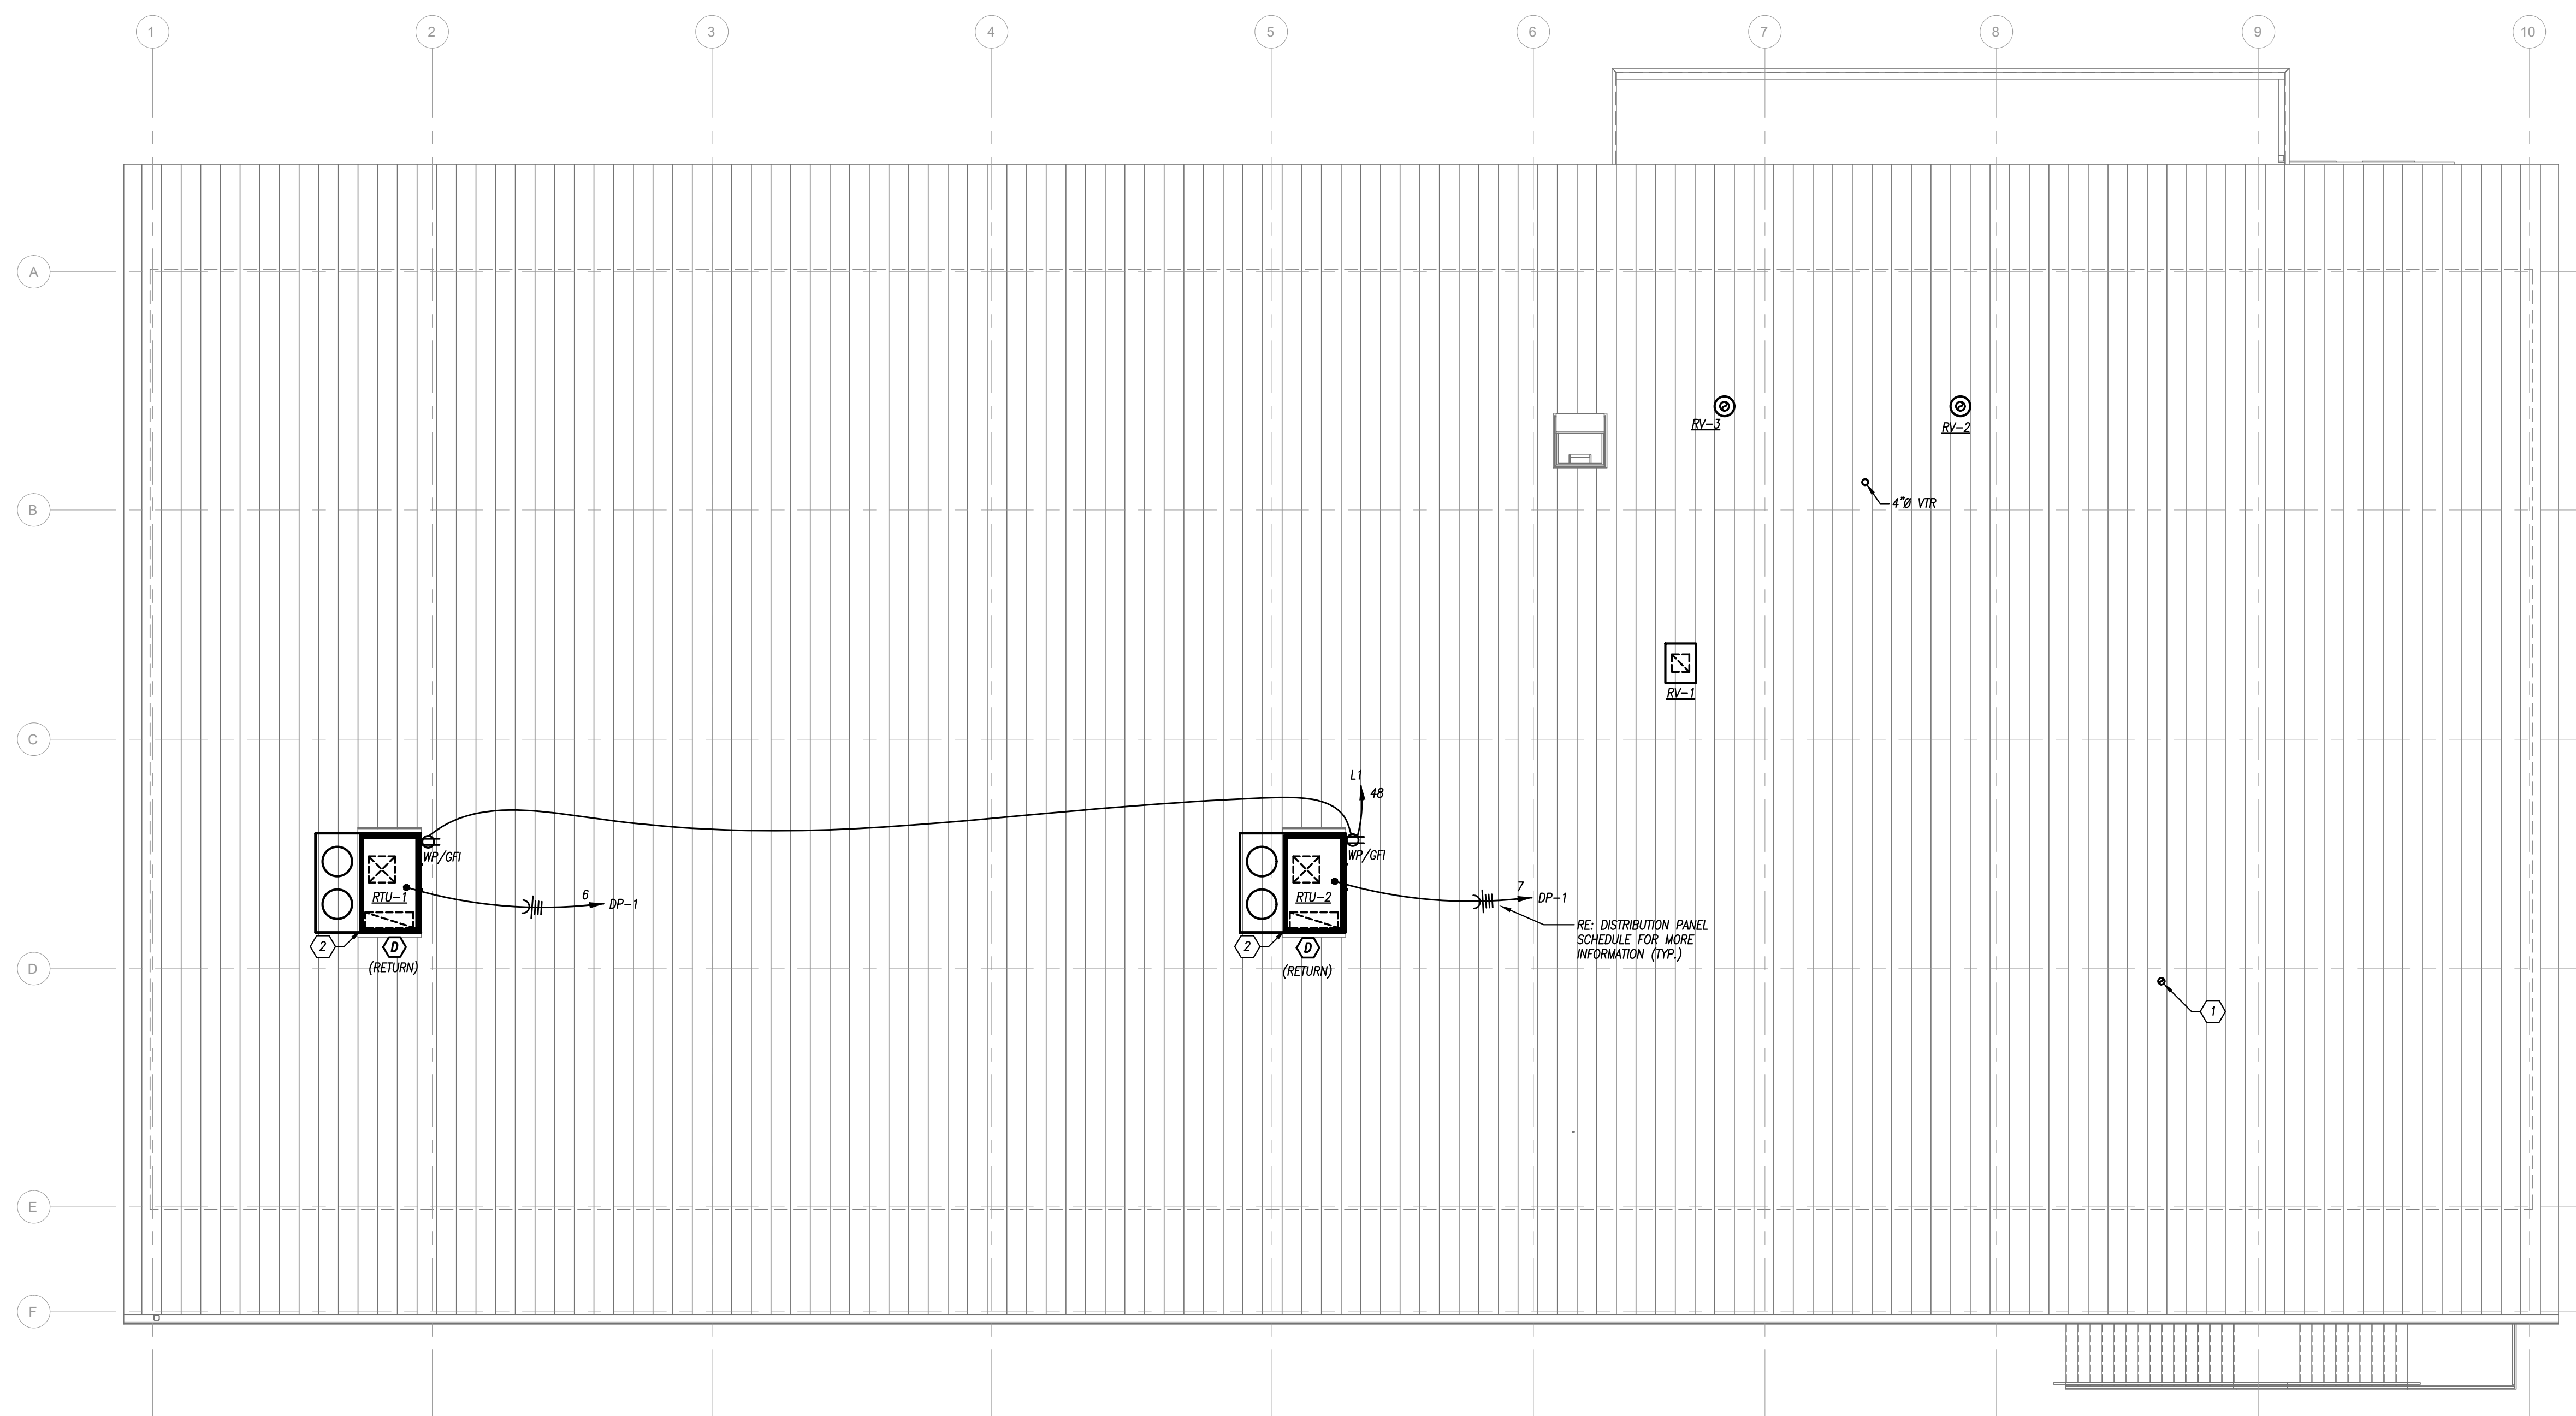 1 2 3 4 5 6 7 8 9 10
A
RV-3
RV-2
B
4"Ø VTR
RV-1
C
L1
48
WP/GFI
WP/GFI
RTU-1
6
DP-1
RTU-2
7
DP-1
RE: DISTRIBUTION PANEL
SCHEDULE FOR MORE
INFORMATION (TYP.)
2
D
(RETURN)
2
D
(RETURN)
D
1
E
F